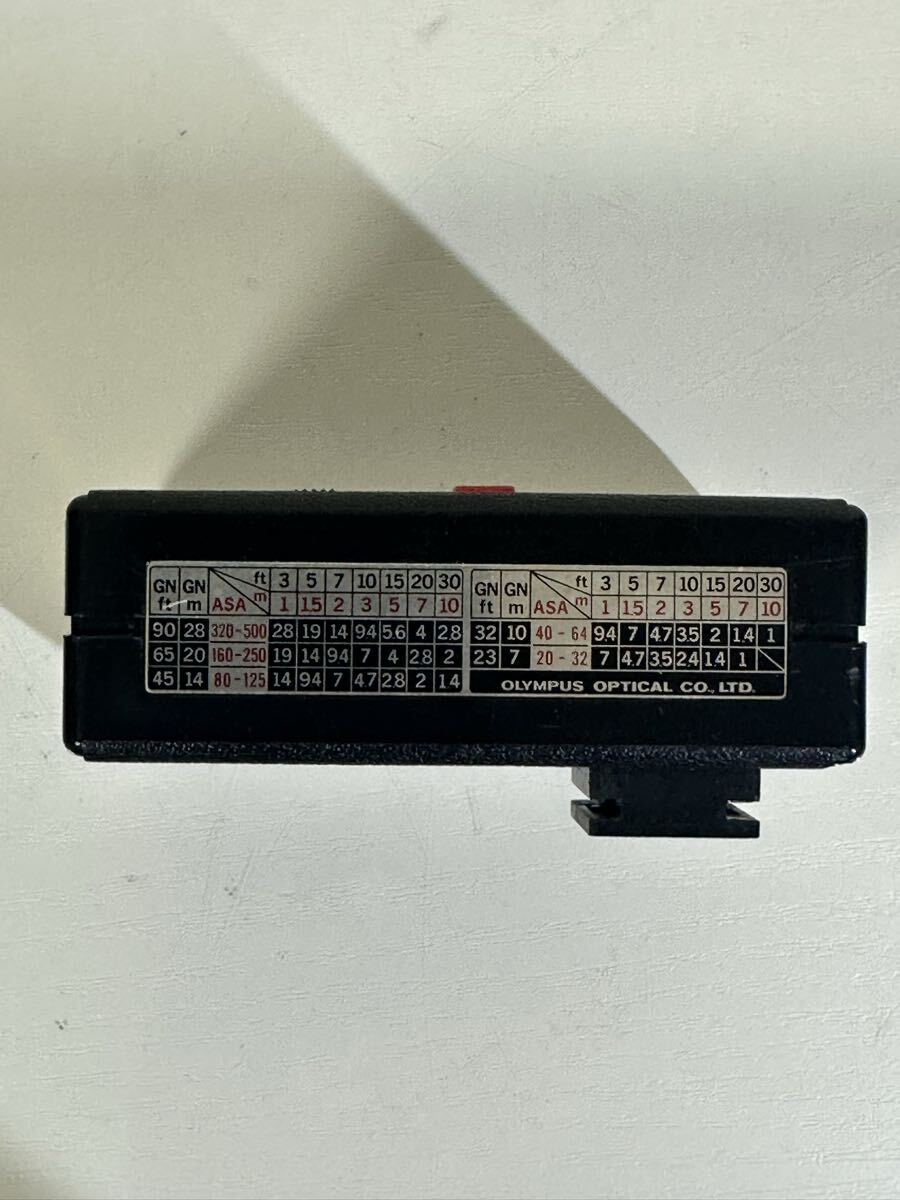 GN ft GN m ASA ft m 3 5 7 10 15 20 30
1 1.5 2 3 5 7 10
90 28 320-500 28 19 14 9.4 5.6 4 2.8
65 20 160-250 19 14 9.4 7 4 2.8 2
45 14 80-125 14 9.4 7 4.7 2.8 2 1.4
GN ft GN m ASA ft m 3 5 7 10 15 20 30
1 1.5 2 3 5 7 10
32 10 40-64 9.4 7 4.7 3.5 2 1.4 1
23 7 20-32 7 4.7 3.5 2.4 1.4 1
OLYMPUS OPTICAL CO., LTD.